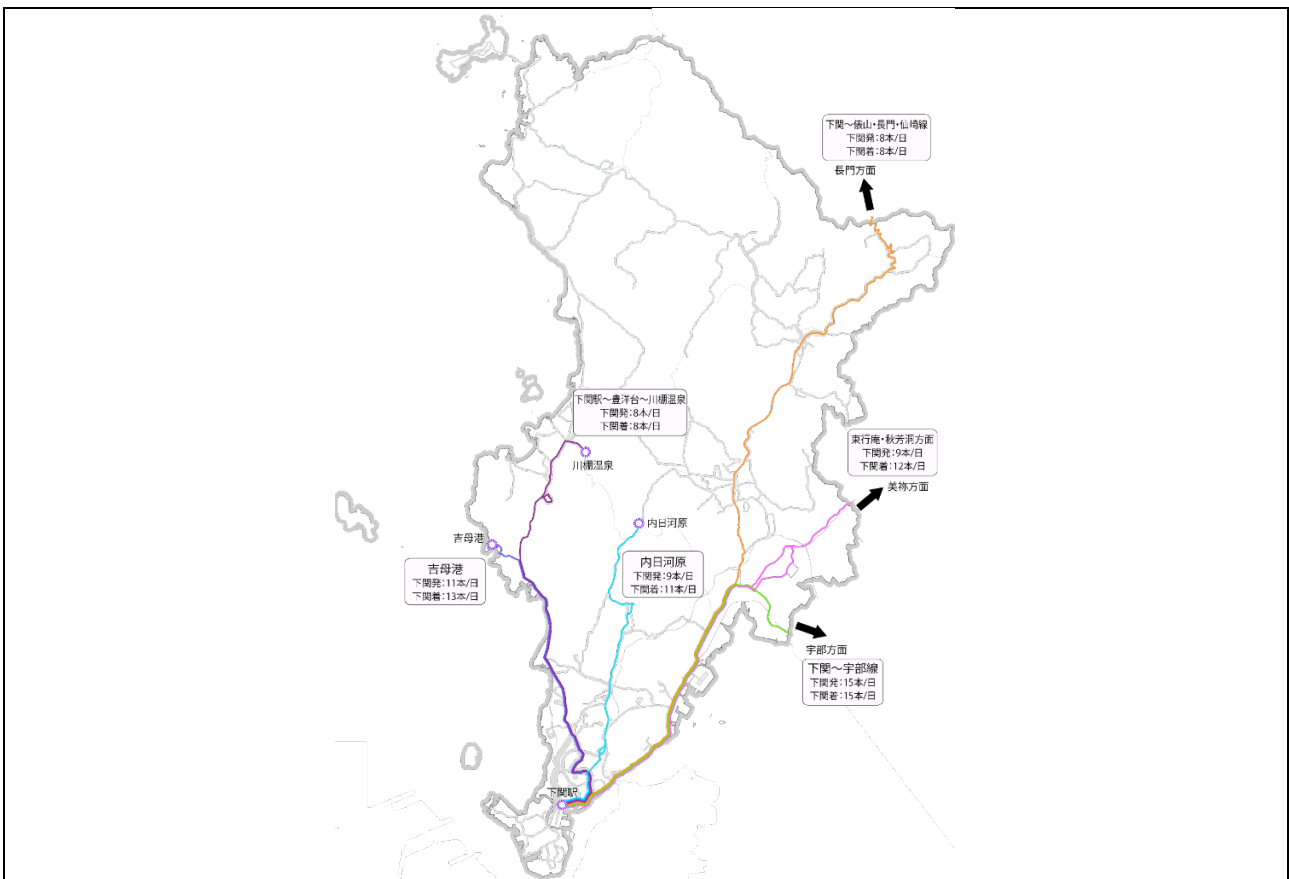 下関～俵山・長門・仙崎線
下関発:8本/日
下関着:8本/日
長門方面
下関駅～豊洋台～川棚温泉
下関発:8本/日
下関着:8本/日
川棚温泉
東行庵・秋芳洞方面
下関発:9本/日
下関着:12本/日
美祢方面
内日河原
吉母港
内日河原
下関発:9本/日
下関着:11本/日
吉母港
下関発:11本/日
下関着:13本/日
宇部方面
下関～宇部線
下関発:15本/日
下関着:15本/日
下関駅